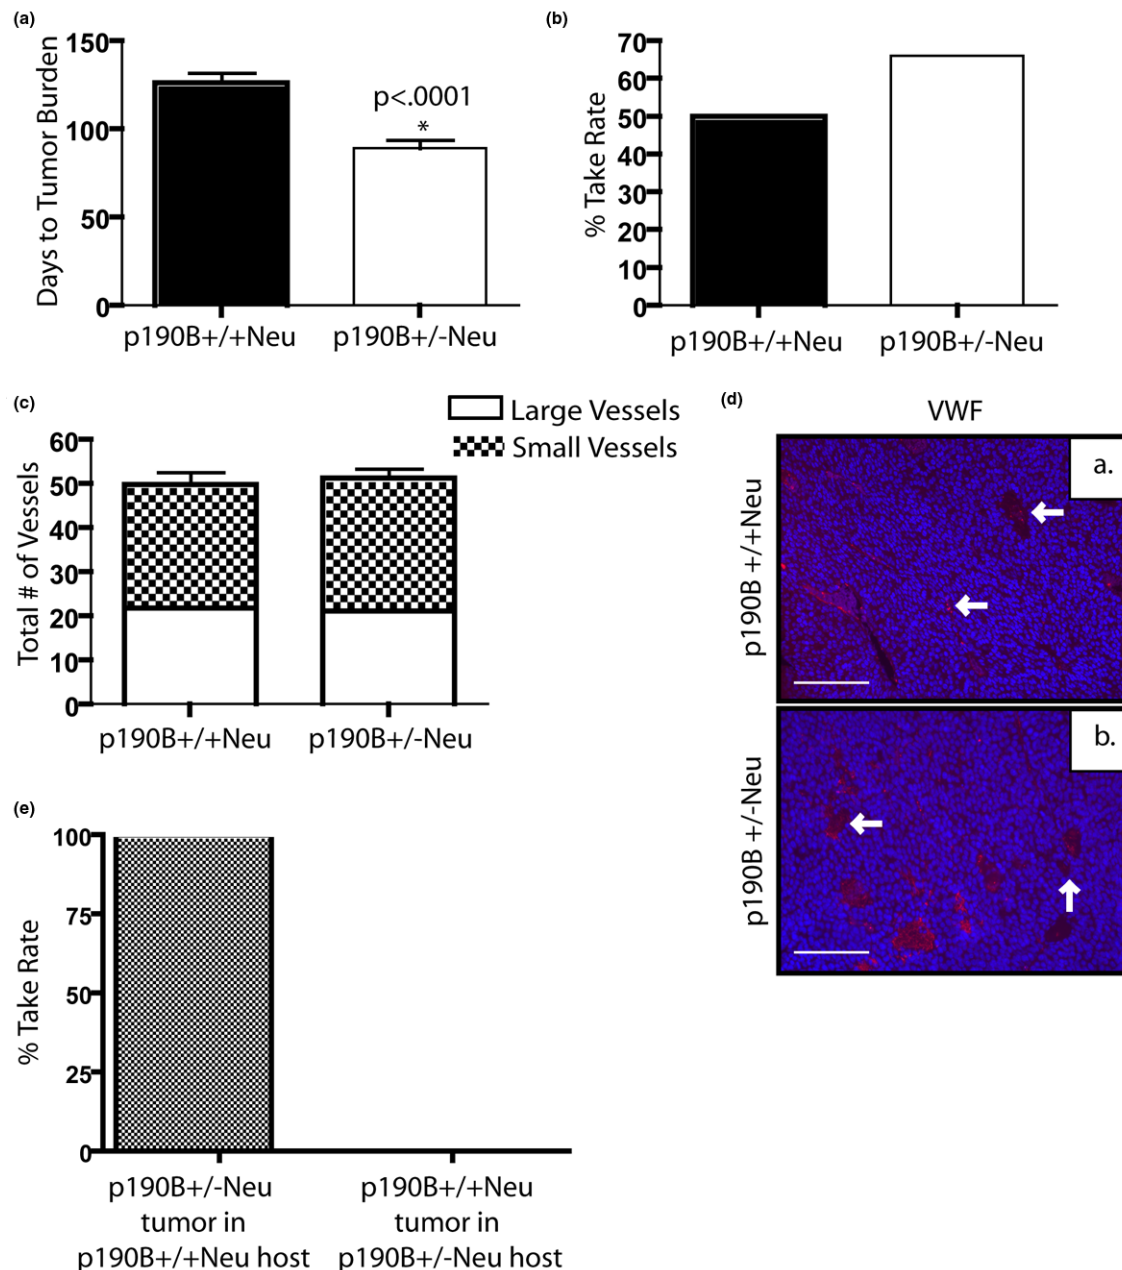 (a)
150
100
50
0
Days to Tumor Burden
p<.0001
*
p190B+/+Neu
p190B+/-Neu
(b)
70
60
50
40
30
20
10
0
% Take Rate
p190B+/+Neu
p190B+/-Neu
(c)
Large Vessels
Small Vessels
60
50
40
30
20
10
0
Total # of Vessels
p190B+/+Neu
p190B+/-Neu
(d)
VWF
p190B +/+Neu
a.
p190B +/-Neu
b.
(e)
100
75
50
25
0
% Take Rate
p190B+/-Neu
tumor in
p190B+/+Neu host
p190B+/+Neu
tumor in
p190B+/-Neu host